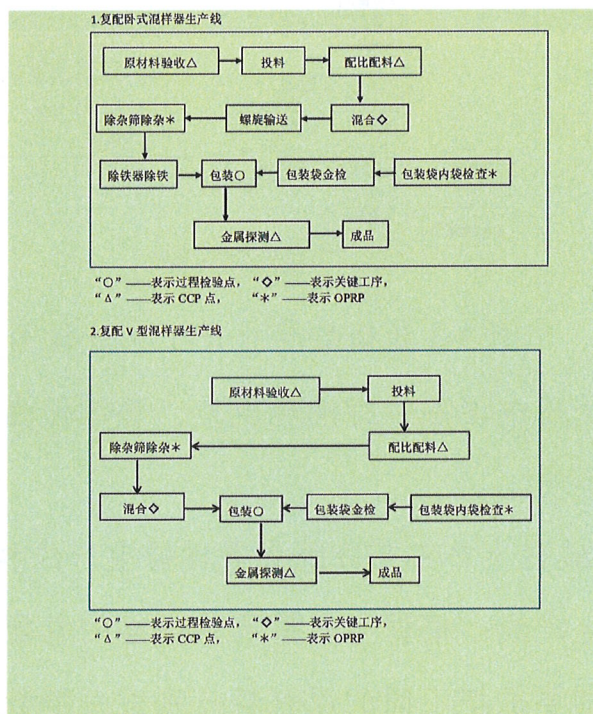 1.复配卧式混样器生产线
原材料验收△ 投料 配比配料△
除杂筛除杂＊ 螺旋输送 混合◇
除铁器除铁 包装○ 包装袋金检 包装袋内袋检查＊
金属探测△ 成品
“○”——表示过程检验点，“◇”——表示关键工序，
“Δ”——表示 CCP 点，“＊”——表示 OPRP
2.复配 V 型混样器生产线
原材料验收△ 投料
除杂筛除杂＊ 配比配料△
混合◇ 包装○ 包装袋金检 包装袋内袋检查＊
金属探测△ 成品
“○”——表示过程检验点，“◇”——表示关键工序，
“Δ”——表示 CCP 点，“＊”——表示 OPRP